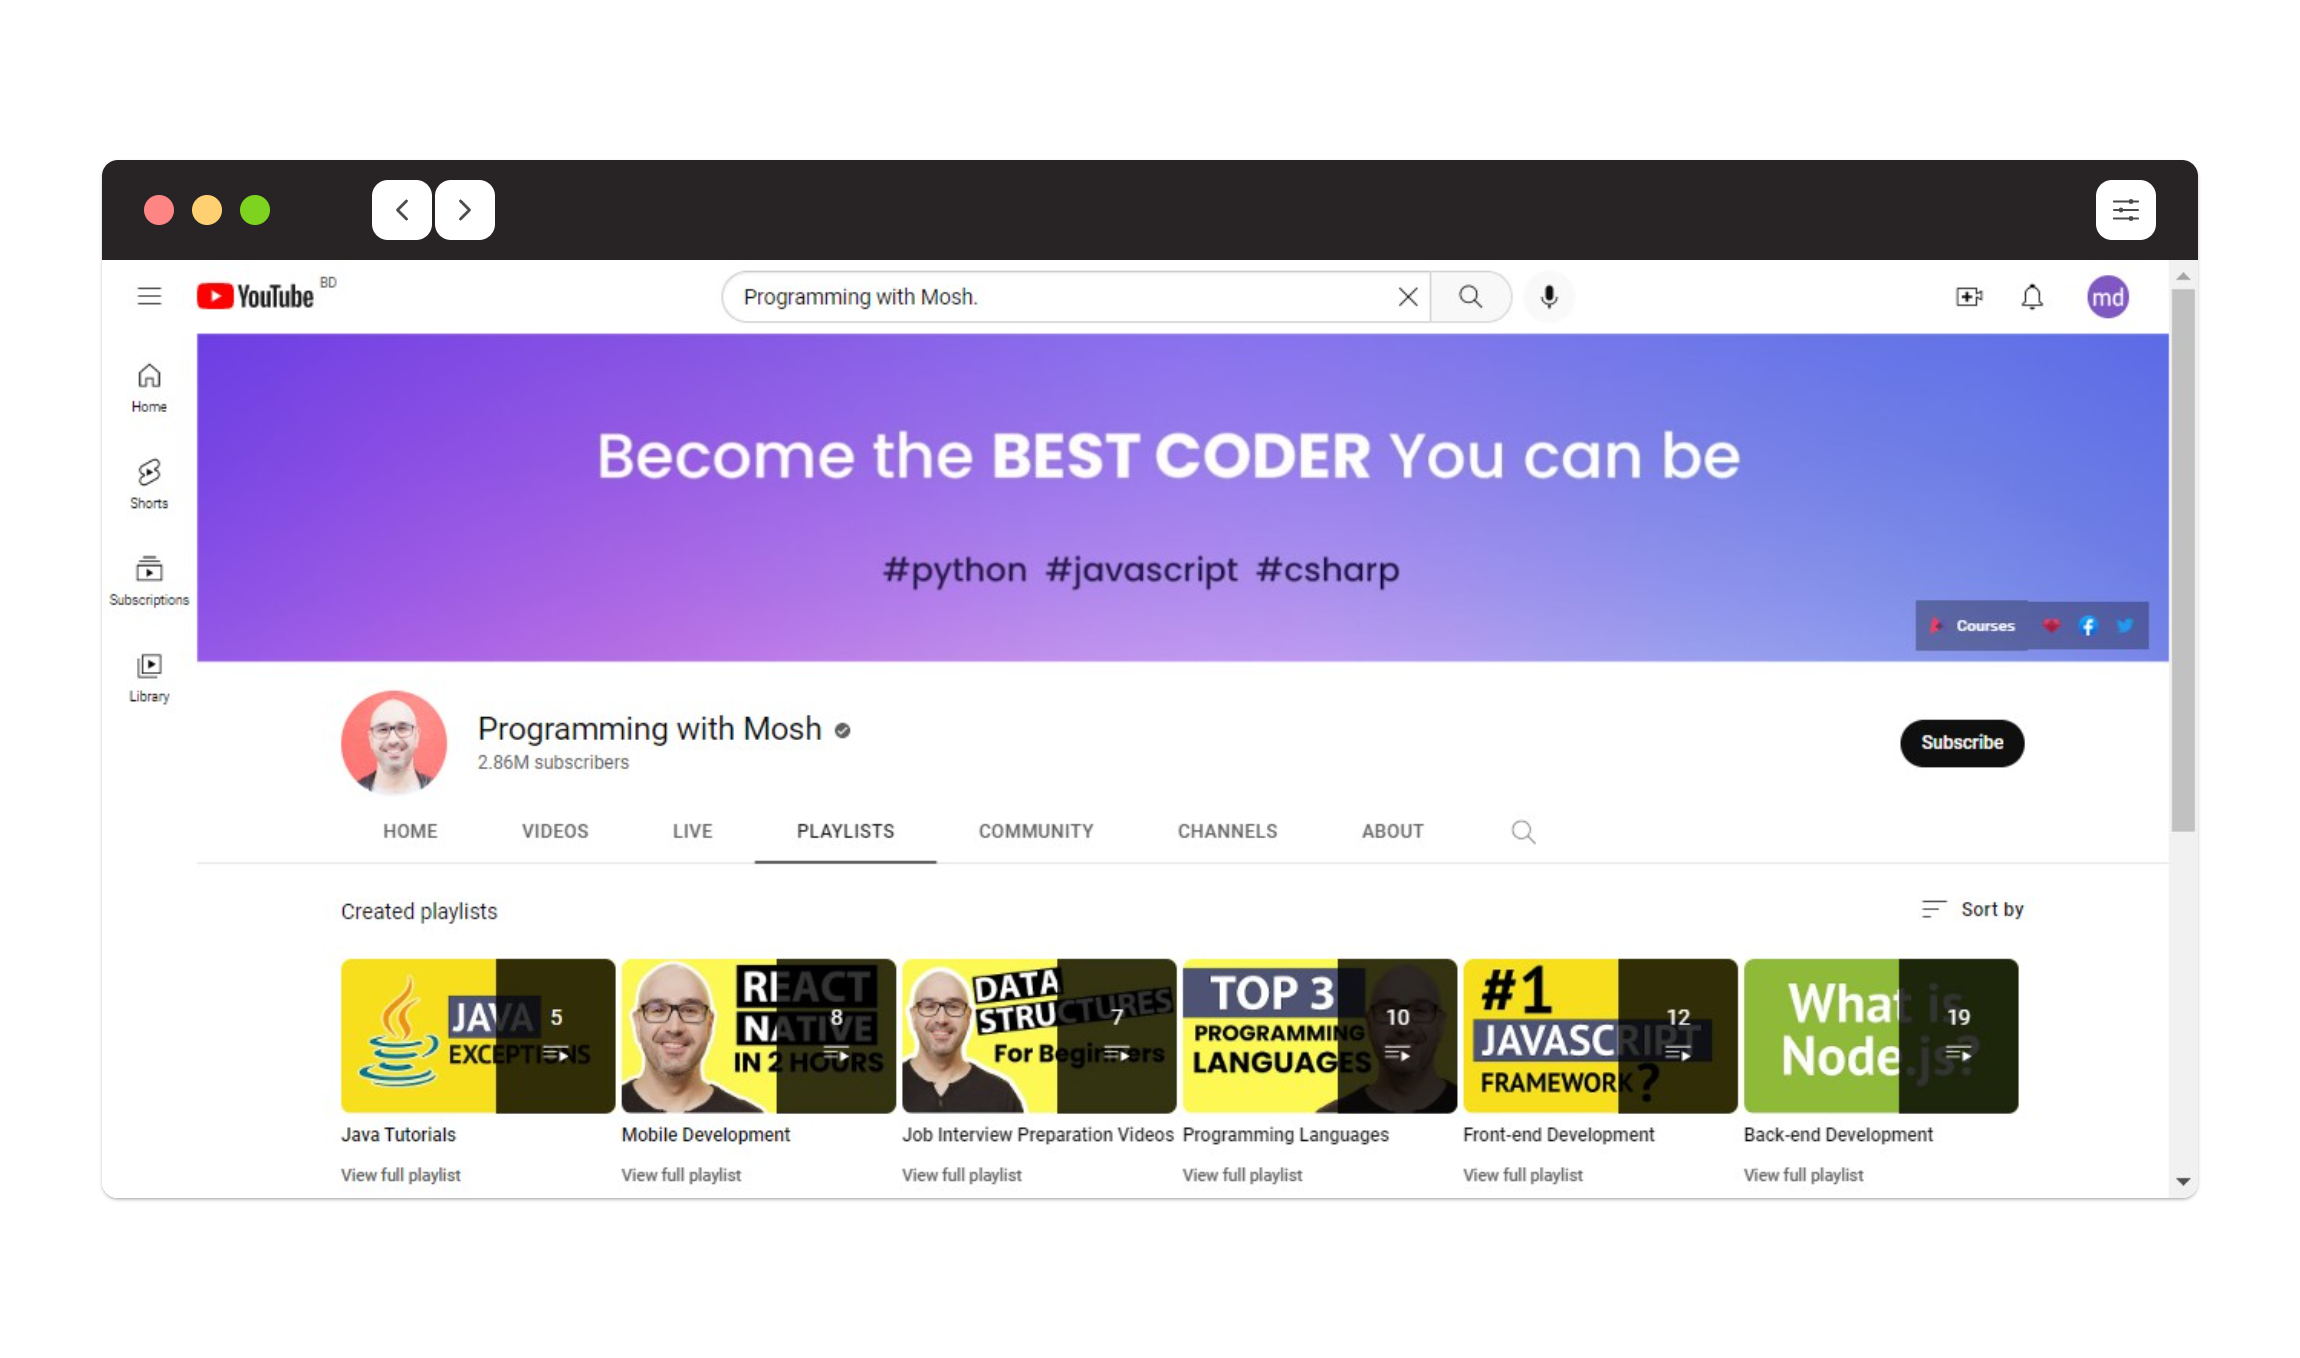 YouTube BD
Programming with Mosh.
md
Home
Shorts
Subscriptions
Library
Become the BEST CODER You can be
#python #javascript #csharp
Courses
Programming with Mosh
2.86M subscribers
Subscribe
HOME VIDEOS LIVE PLAYLISTS COMMUNITY CHANNELS ABOUT
Created playlists
Sort by
JAVA
EXCEPTIONS
5
Java Tutorials
View full playlist
REACT
NATIVE
IN 2 HOURS
8
Mobile Development
View full playlist
DATA
STRUCTURES
For Beginners
7
Job Interview Preparation Videos
View full playlist
TOP 3
PROGRAMMING
LANGUAGES
10
Programming Languages
View full playlist
#1
JAVASCRIPT
FRAMEWORK?
12
Front-end Development
View full playlist
What is
Node.js?
19
Back-end Development
View full playlist